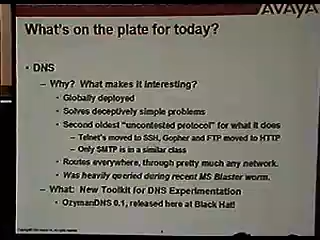 AVAYA
What's on the plate for today?
• DNS
– Why? What makes it interesting?
• Globally deployed
• Solves deceptively simple problems
• Second oldest "uncontested protocol" for what it does
– Telnet's moved to SSH, Gopher and FTP moved to HTTP
– Only SMTP is in a similar class
• Routes everywhere, through pretty much any network.
• Was heavily queried during recent MS Blaster worm.
– What: New Toolkit for DNS Experimentation
• OzymanDNS 0.1, released here at Black Hat!